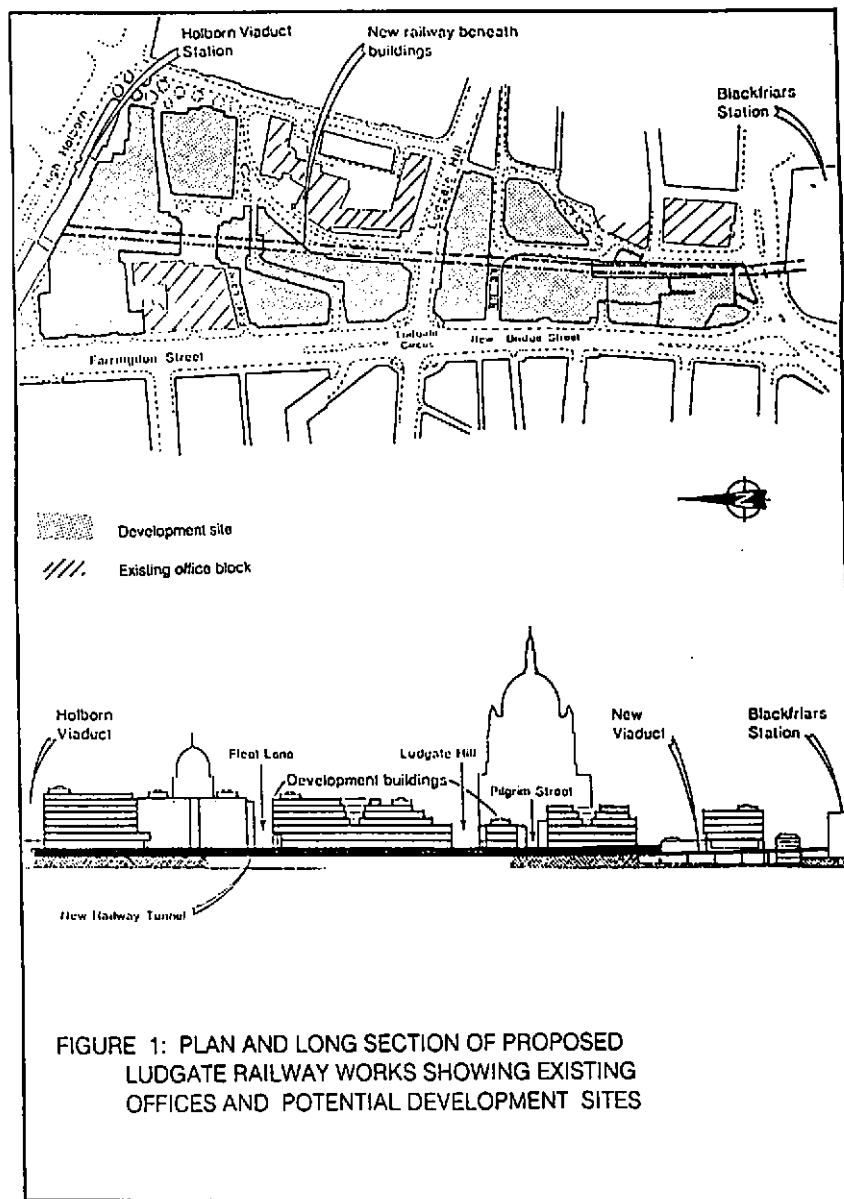 Holborn Viaduct
Station
New railway beneath
buildings
Blackfriars
Station
High Holborn
Ludgate Hill
Farringdon Street
Ludgate
Circus
New Bridge Street
N
Development site
Existing office block
Holborn
Viaduct
Fleet Lane
Ludgate Hill
Development buildings
Pilgrim Street
New
Viaduct
Blackfriars
Station
New Railway Tunnel
FIGURE 1: PLAN AND LONG SECTION OF PROPOSED
LUDGATE RAILWAY WORKS SHOWING EXISTING
OFFICES AND POTENTIAL DEVELOPMENT SITES